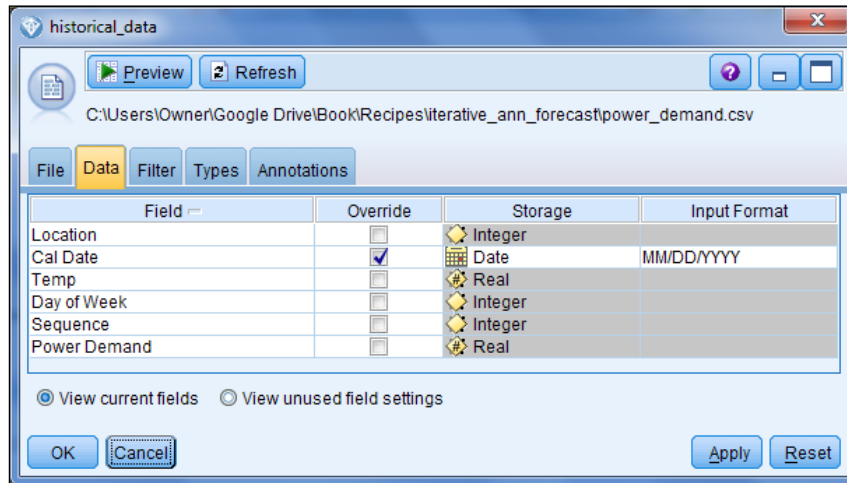 historical_data
Preview Refresh
C:\Users\Owner\Google Drive\Book\Recipes\iterative_ann_forecast\power_demand.csv
File Data Filter Types Annotations
Field Override Storage Input Format
Location Integer
Cal Date Date MM/DD/YYYY
Temp Real
Day of Week Integer
Sequence Integer
Power Demand Real
View current fields View unused field settings
OK Cancel Apply Reset